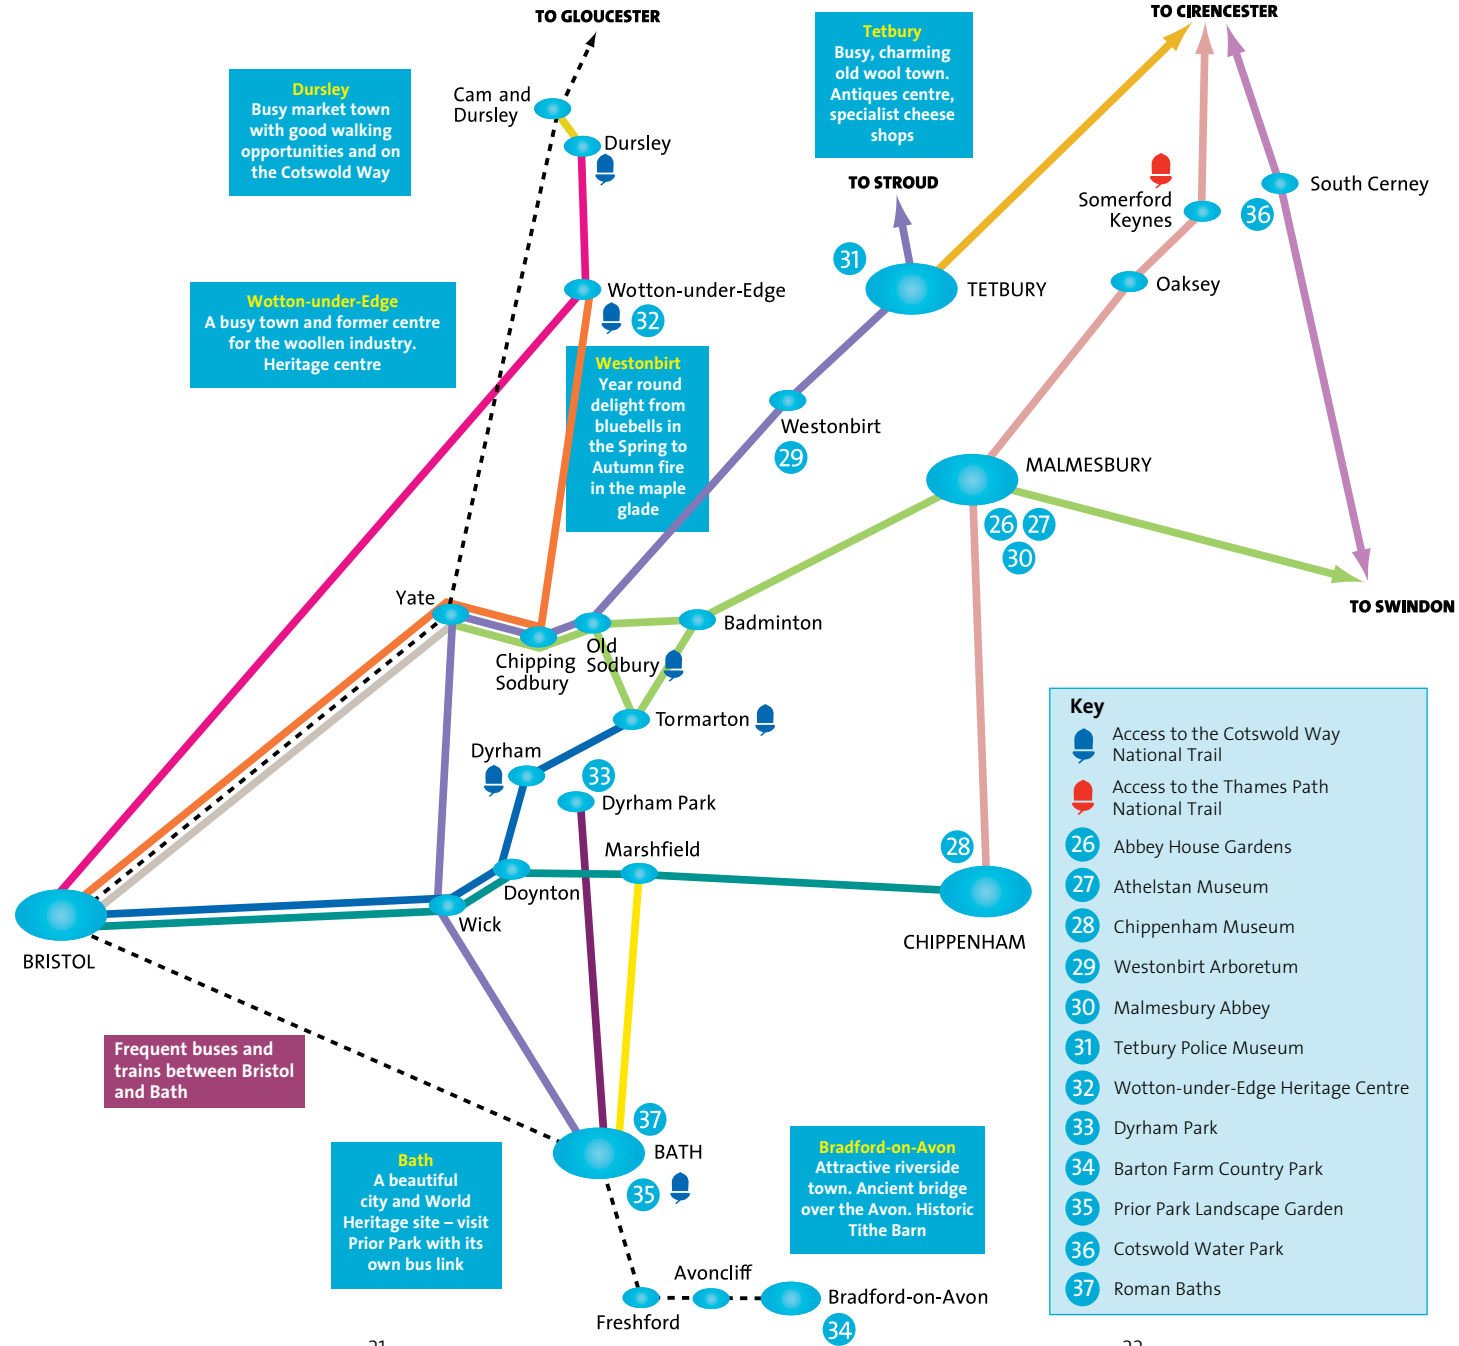 TO GLOUCESTER
TO CIRENCESTER
Tetbury
Busy, charming
old wool town.
Antiques centre,
specialist cheese
shops
Dursley
Busy market town
with good walking
opportunities and on
the Cotswold Way
Cam and
Dursley
Dursley
TO STROUD
Somerford
Keynes
South Cerney
36
31
TETBURY
Oaksey
Wotton-under-Edge
A busy town and former centre
for the woollen industry.
Heritage centre
Wotton-under-Edge
32
Westonbirt
Year round
delight from
bluebells in
the Spring to
Autumn fire
in the maple
glade
Westonbirt
29
MALMESBURY
26
27
30
TO SWINDON
Yate
Chipping
Sodbury
Old
Sodbury
Badminton
Tormarton
Dyrham
33
Dyrham Park
Marshfield
28
Doynton
Wick
CHIPPENHAM
BRISTOL
Frequent buses and
trains between Bristol
and Bath
37
BATH
35
Bath
A beautiful
city and World
Heritage site – visit
Prior Park with its
own bus link
Bradford-on-Avon
Attractive riverside
town. Ancient bridge
over the Avon. Historic
Tithe Barn
Avoncliff
Freshford
Bradford-on-Avon
34
Key
Access to the Cotswold Way
National Trail
Access to the Thames Path
National Trail
26 Abbey House Gardens
27 Athelstan Museum
28 Chippenham Museum
29 Westonbirt Arboretum
30 Malmesbury Abbey
31 Tetbury Police Museum
32 Wotton-under-Edge Heritage Centre
33 Dyrham Park
34 Barton Farm Country Park
35 Prior Park Landscape Garden
36 Cotswold Water Park
37 Roman Baths